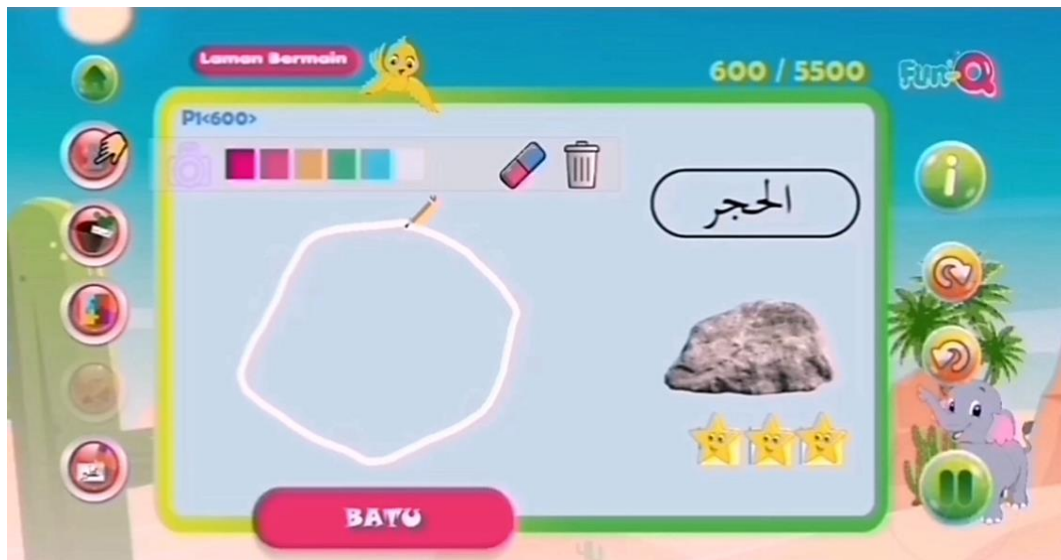 Laman Bermain
600 / 5500
Fun-Q
P1<600>
الحجر
BATU